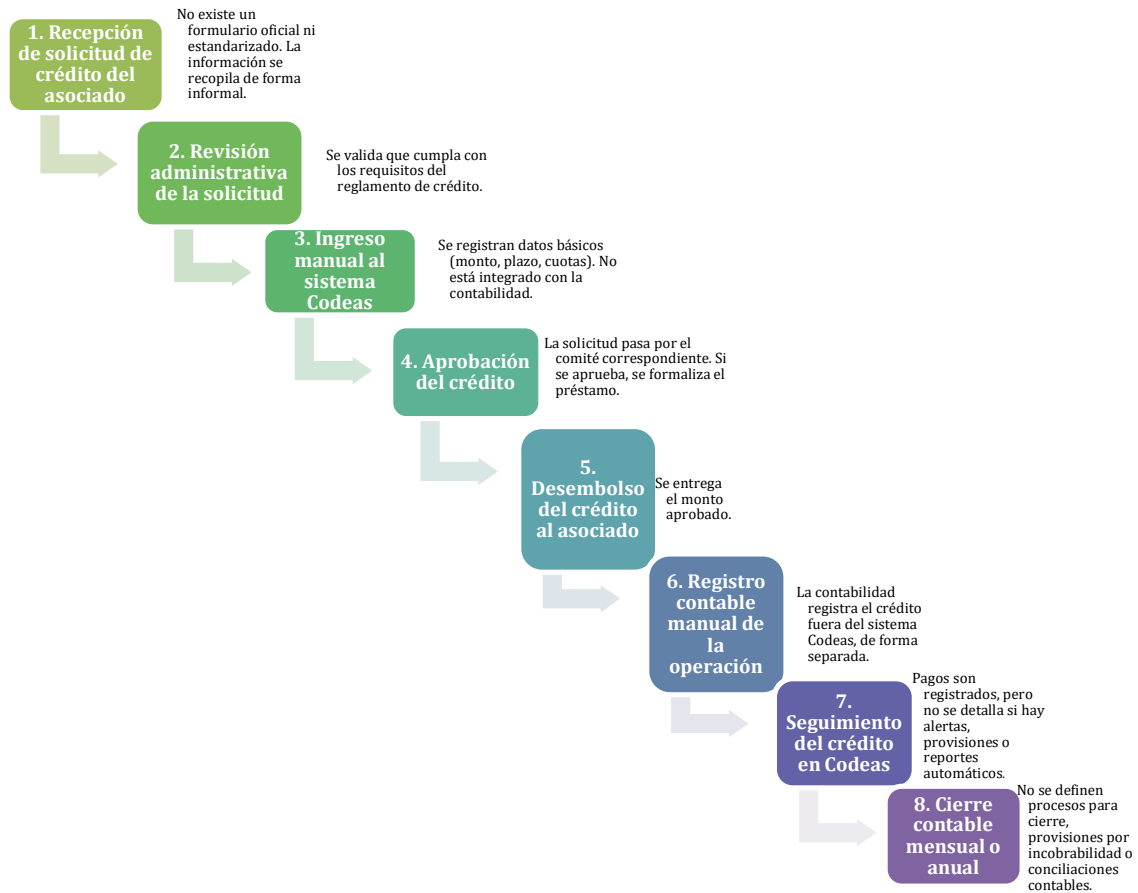 1. Recepción
de solicitud de
crédito del
asociado
No existe un
formulario oficial ni
estandarizado. La
información se
recopila de forma
informal.
2. Revisión
administrativa
de la solicitud
Se valida que cumpla con
los requisitos del
reglamento de crédito.
3. Ingreso
manual al
sistema
Codeas
Se registran datos básicos
(monto, plazo, cuotas). No
está integrado con la
contabilidad.
4. Aprobación
del crédito
La solicitud pasa por el
comité correspondiente. Si
se aprueba, se formaliza el
préstamo.
5.
Desembolso
del crédito
al asociado
Se entrega
el monto
aprobado.
6. Registro
contable
manual de
la
operación
La contabilidad
registra el crédito
fuera del sistema
Codeas, de forma
separada.
7.
Seguimiento
del crédito
en Codeas
Pagos son
registrados, pero
no se detalla si hay
alertas,
provisiones o
reportes
automáticos.
8. Cierre
contable
mensual o
anual
No se definen
procesos para
cierre,
provisiones por
incobrabilidad o
conciliaciones
contables.